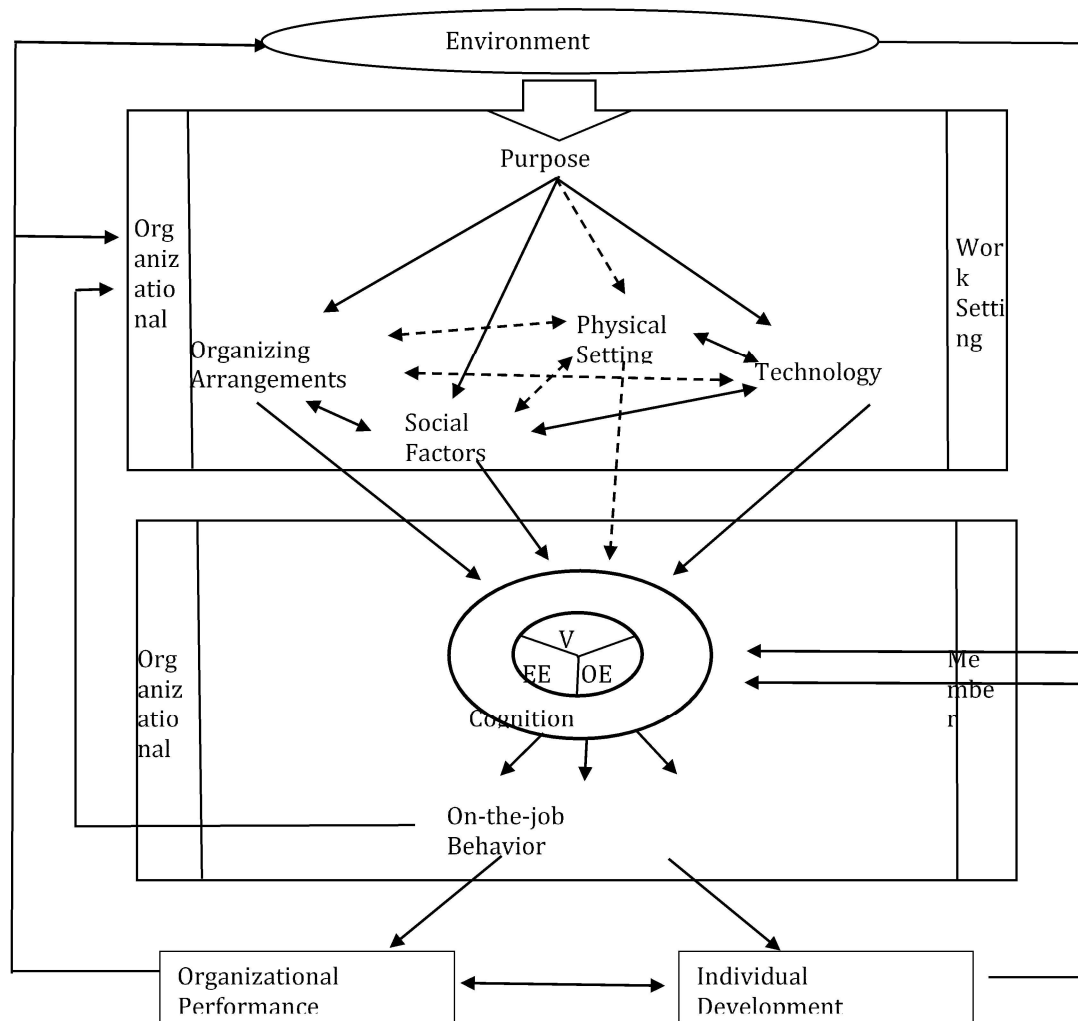 Environment
Purpose
Org
aniz
atio
nal
Wor
k
Setti
ng
Physical
Setting
Organizing
Arrangements
Technology
Social
Factors
Org
aniz
atio
nal
Me
mbe
r
V
EE
OE
Cognition
On-the-job
Behavior
Organizational
Performance
Individual
Development